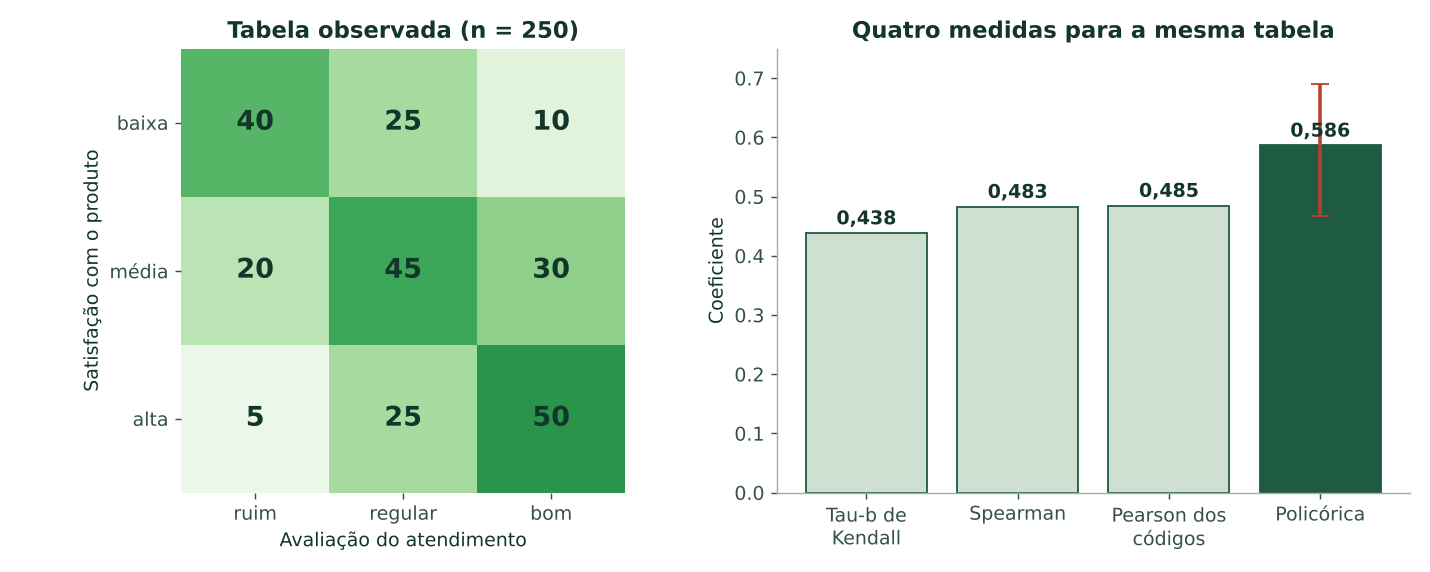 Tabela observada (n = 250)
Satisfação com o produto
baixa
40
25
10
média
20
45
30
alta
5
25
50
ruim
regular
bom
Avaliação do atendimento
Quatro medidas para a mesma tabela
Coeficiente
0.7
0.6
0.5
0.4
0.3
0.2
0.1
0.0
0,438
0,483
0,485
0,586
Tau-b de
Kendall
Spearman
Pearson dos
códigos
Policórica